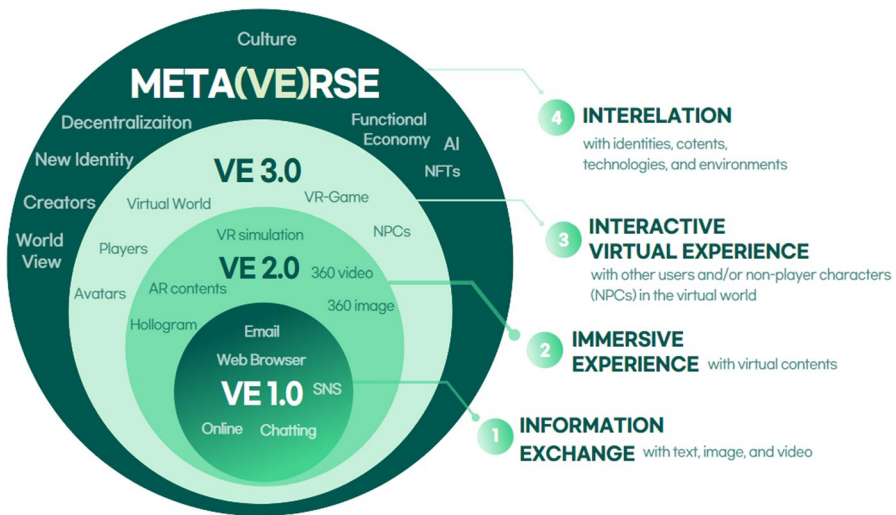 Culture
META(VE)RSE
Decentralizaiton
Functional
Economy
AI
New Identity
NFTs
Creators
World
View
VE 3.0
Virtual World
VR-Game
Players
NPCs
Avatars
VR simulation
VE 2.0
360 video
AR contents
360 image
Hollogram
Email
Web Browser
VE 1.0
SNS
Online
Chatting
4
INTERELATION
with identities, cotents,
technologies, and environments
3
INTERACTIVE
VIRTUAL EXPERIENCE
with other users and/or non-player characters
(NPCs) in the virtual world
2
IMMERSIVE
EXPERIENCE with virtual contents
1
INFORMATION
EXCHANGE with text, image, and video